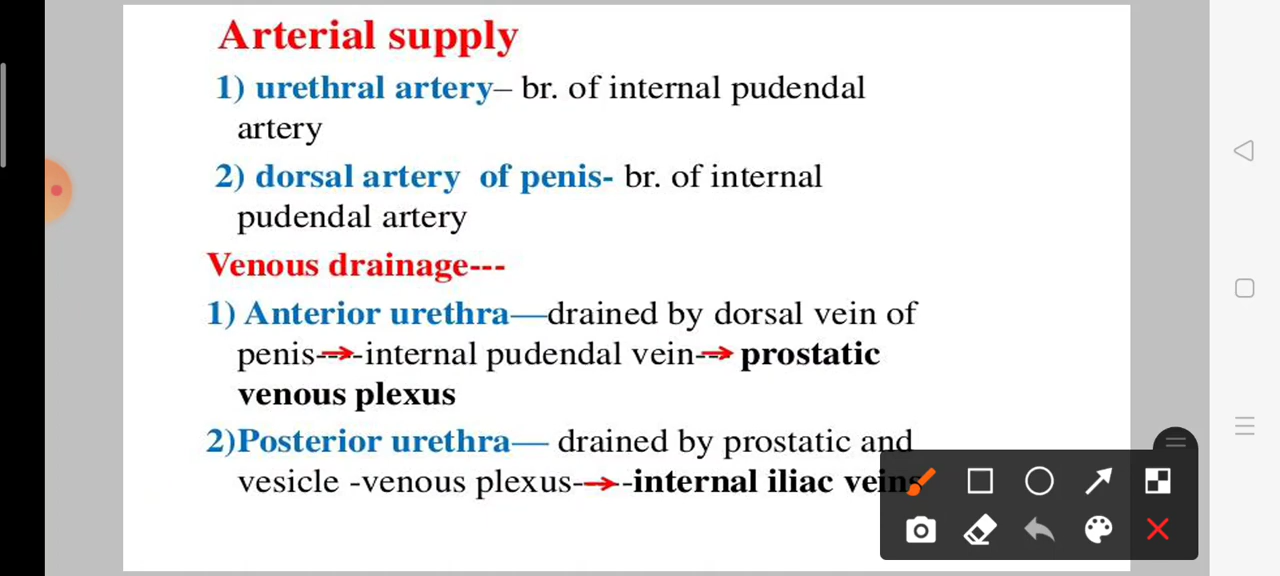 Arterial supply
1) urethral artery– br. of internal pudendal
artery
2) dorsal artery of penis- br. of internal
pudendal artery
Venous drainage---
1) Anterior urethra—drained by dorsal vein of
penis--→-internal pudendal vein--→ prostatic
venous plexus
2)Posterior urethra— drained by prostatic and
vesicle -venous plexus--→-internal iliac veins